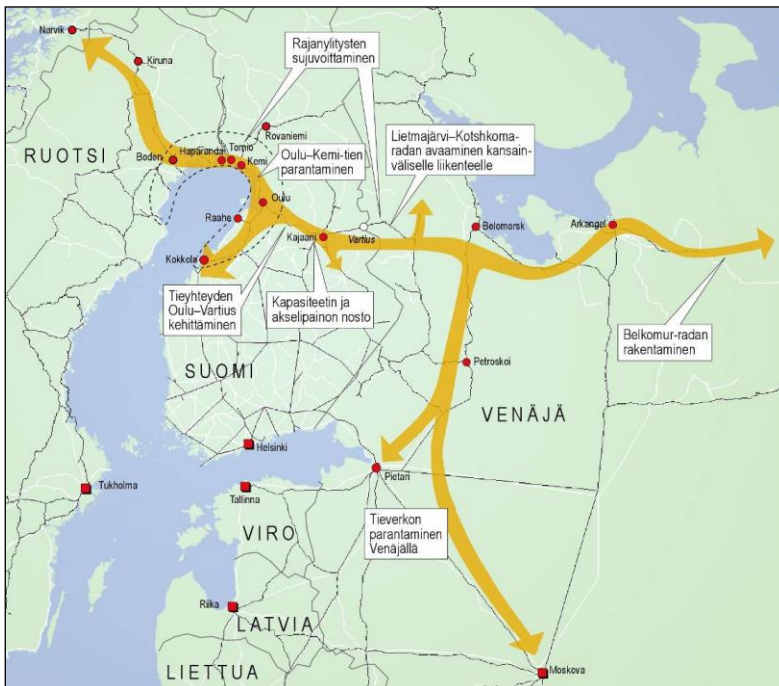 Narvik
Kiruna
Rajanylitysten
sujuvoittaminen
Rovaniemi
Lietmajärvi–Kotshkoma-
radan avaaminen kansain-
väliselle liikenteelle
RUOTSI
Boden
Haparanda
Tornio
Kemi
Oulu–Kemi-tien
parantaminen
Oulu
Raahe
Kajaani
Vartius
Belomorsk
Arkangel
Kokkola
Tieyhteyden
Oulu–Vartius
kehittäminen
Kapasiteetin ja
akselipainon nosto
Belkomur-radan
rakentaminen
SUOMI
Petroskoi
VENÄJÄ
Helsinki
Pietari
Tukholma
Tallinna
VIRO
Tieverkon
parantaminen
Venäjällä
Riika
LATVIA
LIETTUA
Moskova